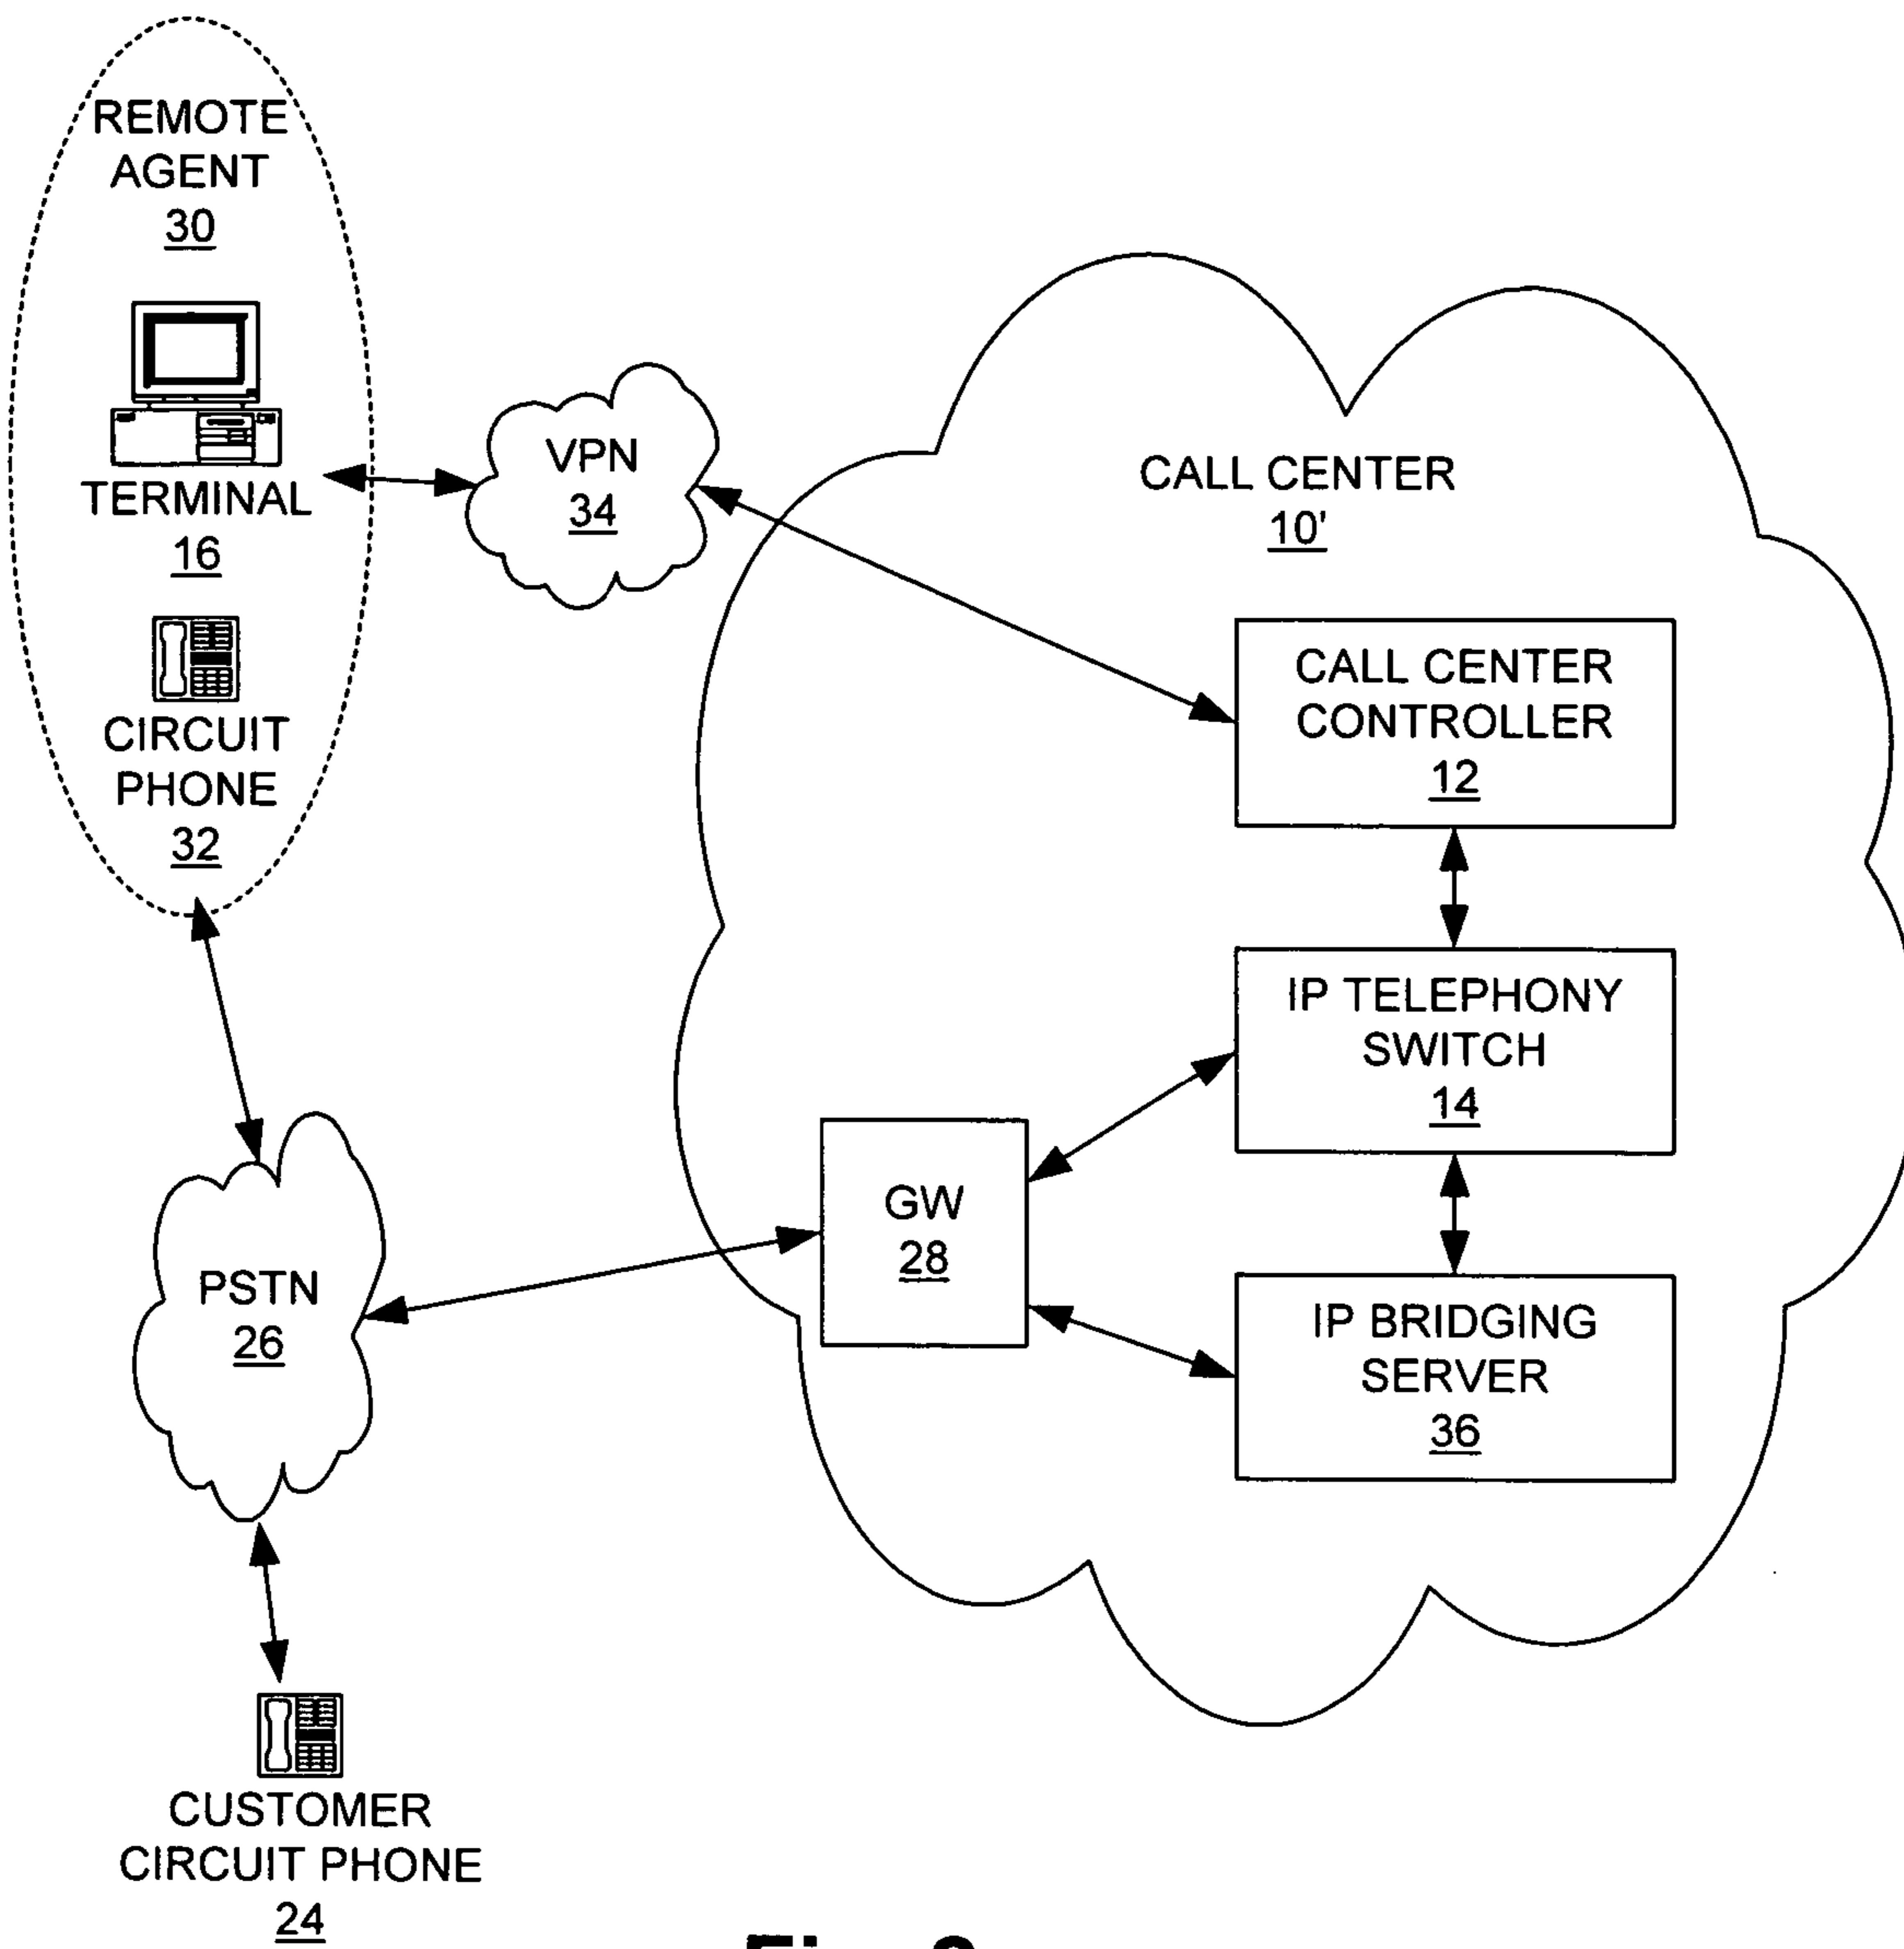 REMOTE
AGENT
30
TERMINAL
16
CIRCUIT
PHONE
32
VPN
34
CALL CENTER
10'
CALL CENTER
CONTROLLER
12
IP TELEPHONY
SWITCH
14
GW
28
IP BRIDGING
SERVER
36
PSTN
26
CUSTOMER
CIRCUIT PHONE
24